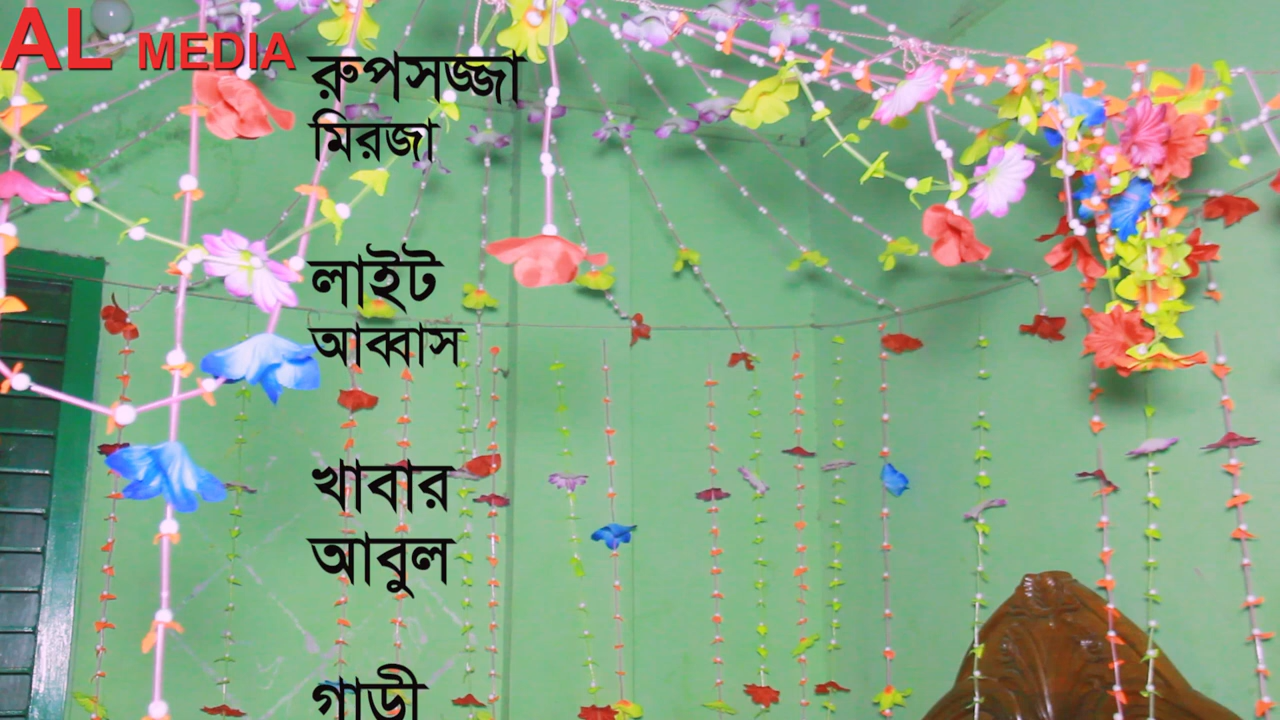 AL MEDIA
রুপসজ্জা
মিরজা
লাইট
আব্বাস
খাবার
আবুল
গাড়ী